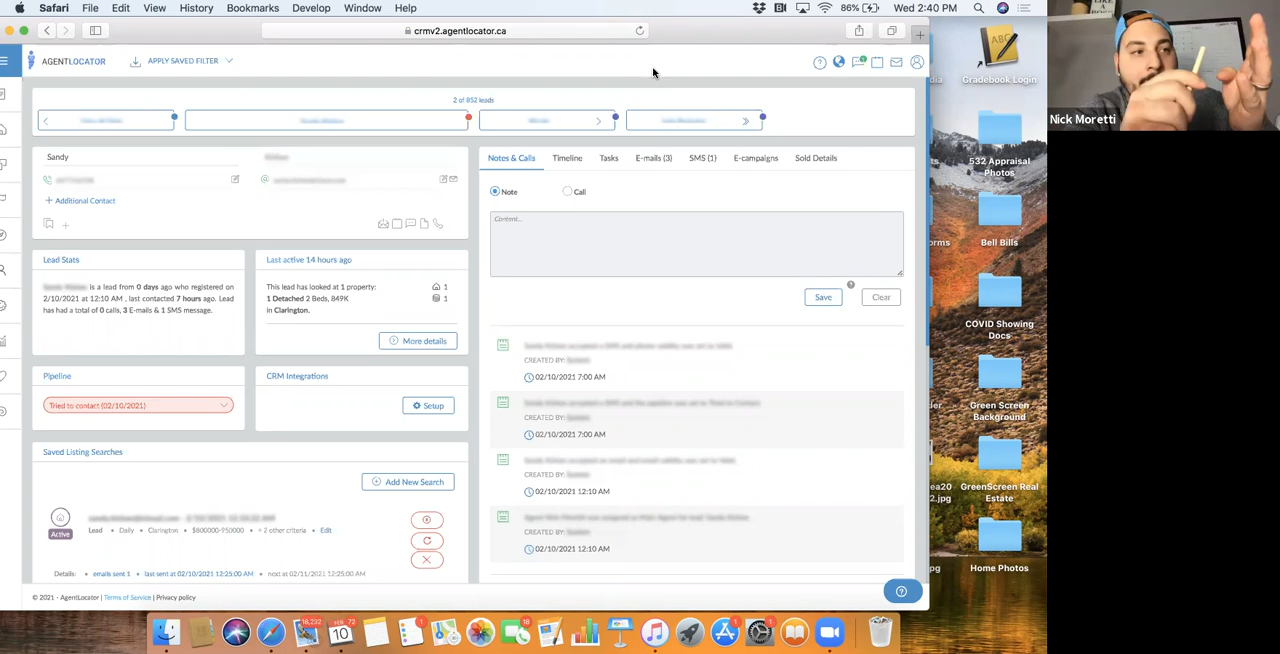 Safari File Edit View History Bookmarks Develop Window Help
86% Wed 2:40 PM
crmv2.agentlocator.ca
AGENTLOCATOR
APPLY SAVED FILTER
2 of 852 leads
Sandy
+ Additional Contact
Lead Stats
is a lead from 0 days ago who registered on
2/10/2021 at 12:10 AM , last contacted 7 hours ago. Lead
has had a total of 0 calls, 3 E-mails & 1 SMS message.
Last active 14 hours ago
This lead has looked at 1 property:
1 Detached 2 Beds, 849K
in Clarington.
1
1
More details
Pipeline
Tried to contact (02/10/2021)
CRM Integrations
Setup
Saved Listing Searches
Add New Search
Active
Lead • Daily • Clarington • $800000-950000 • + 2 other criteria • Edit
Details: • emails sent 1 • last sent at 02/10/2021 12:25:00 AM • next at 02/11/2021 12:25:00 AM
Notes & Calls Timeline Tasks E-mails (3) SMS (1) E-campaigns Sold Details
Note Call
Content...
Save Clear
CREATED BY:
02/10/2021 7:00 AM
CREATED BY:
02/10/2021 7:00 AM
CREATED BY:
02/10/2021 12:10 AM
CREATED BY:
02/10/2021 12:10 AM
© 2021 - AgentLocator | Terms of Service | Privacy policy
ABC
Gradebook Login
532 Appraisal
Photos
Bell Bills
COVID Showing
Docs
Green Screen
Background
GreenScreen Real
Estate
Home Photos
Nick Moretti
18,232
FEB
72
10
1
18
1
1